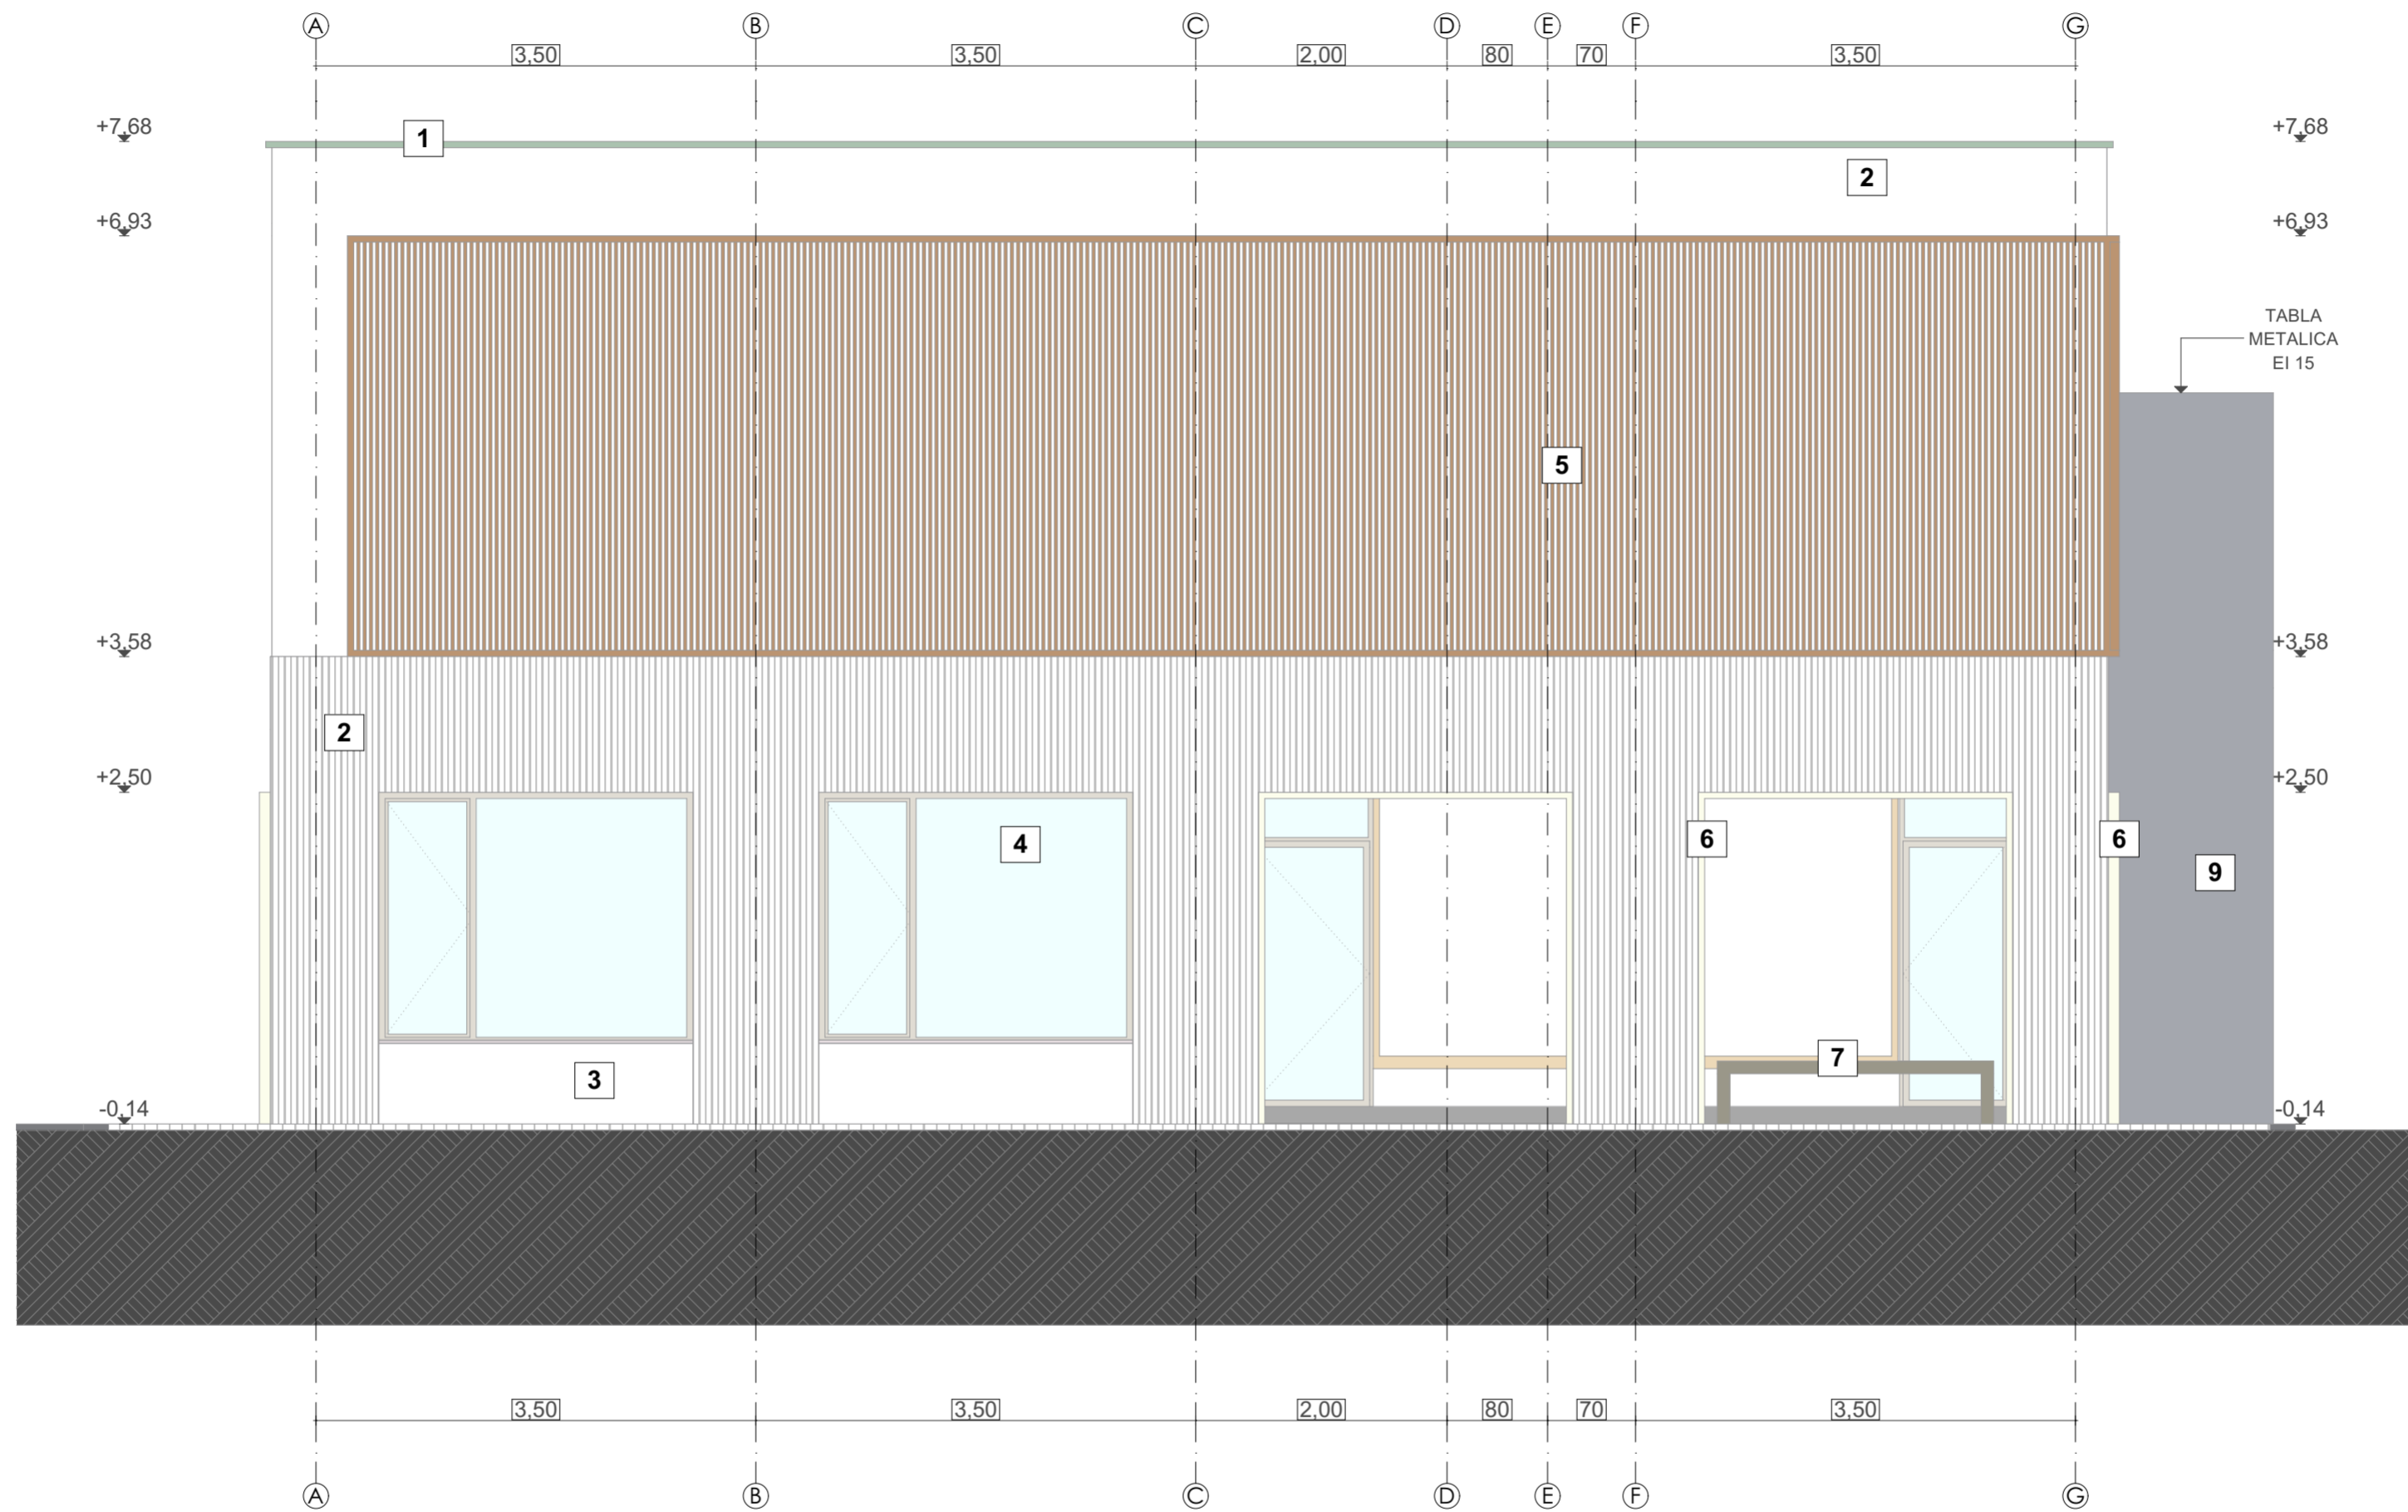 A B C D E F G
3,50 3,50 2,00 80 70 3,50
+7,68 +7,68
1
2
+6,93 +6,93
TABLA
METALICA
EI 15
5
+3,58 +3,58
2
+2,50 +2,50
4 6 6
9
7
3
-0,14 -0,14
3,50 3,50 2,00 80 70 3,50
A B C D E F G